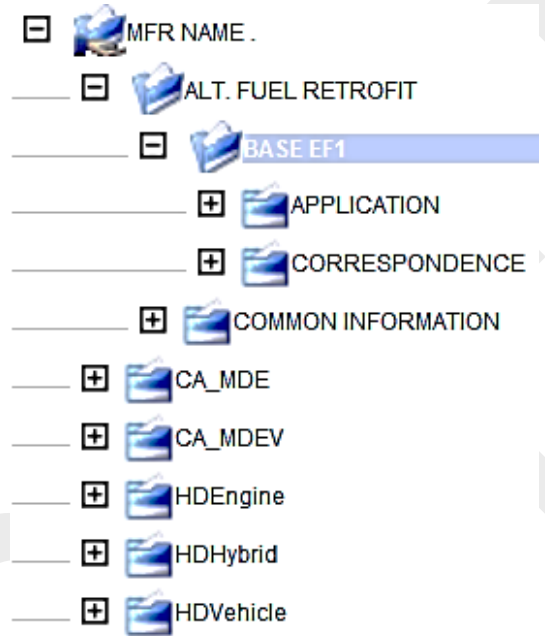 MFR NAME .
ALT. FUEL RETROFIT
BASE EF1
APPLICATION
CORRESPONDENCE
COMMON INFORMATION
CA_MDE
CA_MDEV
HDEngine
HDHybrid
HDVehicle